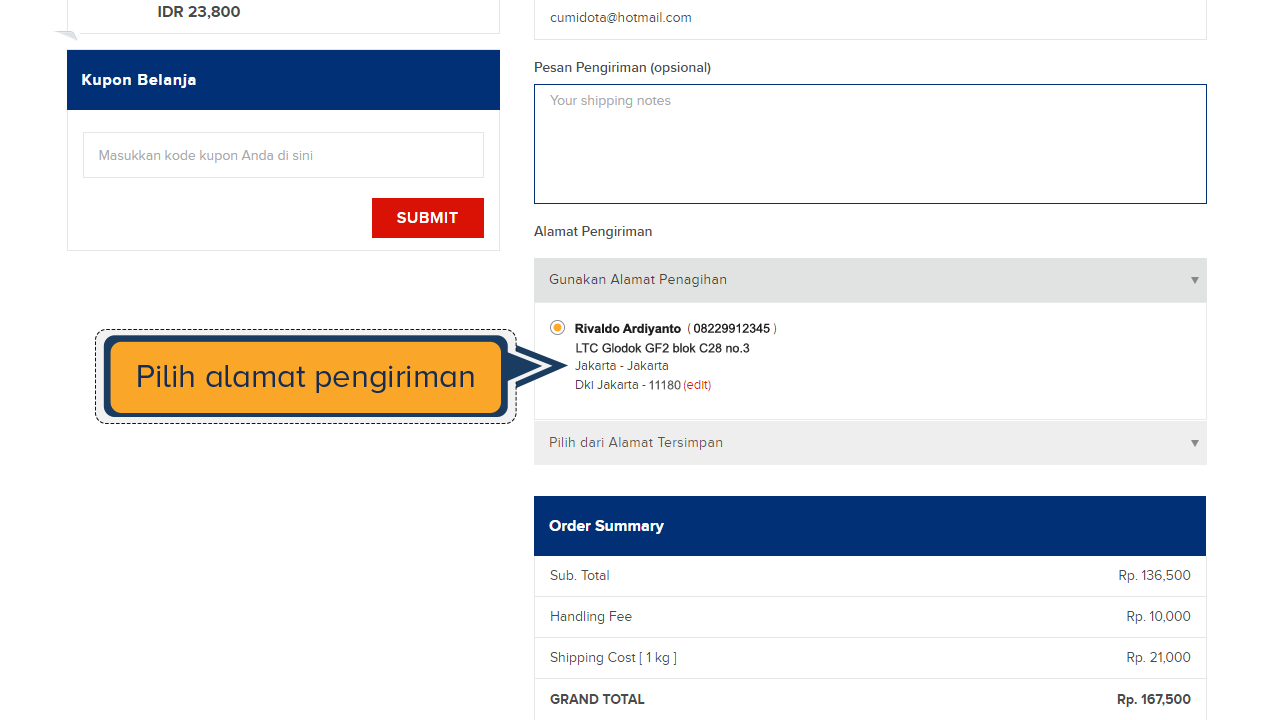 IDR 23,800
Kupon Belanja
Masukkan kode kupon Anda di sini
SUBMIT
Pilih alamat pengiriman
cumidota@hotmail.com
Pesan Pengiriman (opsional)
Your shipping notes
Alamat Pengiriman
Gunakan Alamat Penagihan
Rivaldo Ardiyanto ( 08229912345 )
LTC Glodok GF2 blok C28 no.3
Jakarta - Jakarta
Dki Jakarta - 11180 (edit)
Pilih dari Alamat Tersimpan
Order Summary
Sub. Total Rp. 136,500
Handling Fee Rp. 10,000
Shipping Cost [ 1 kg ] Rp. 21,000
GRAND TOTAL Rp. 167,500